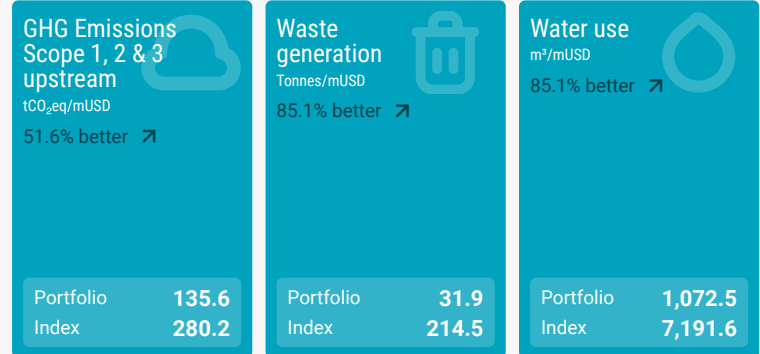 GHG Emissions
Scope 1, 2 & 3
upstream
tCO₂eq/mUSD
51.6% better
Portfolio 135.6
Index 280.2
Waste
generation
Tonnes/mUSD
85.1% better
Portfolio 31.9
Index 214.5
Water use
m³/mUSD
85.1% better
Portfolio 1,072.5
Index 7,191.6